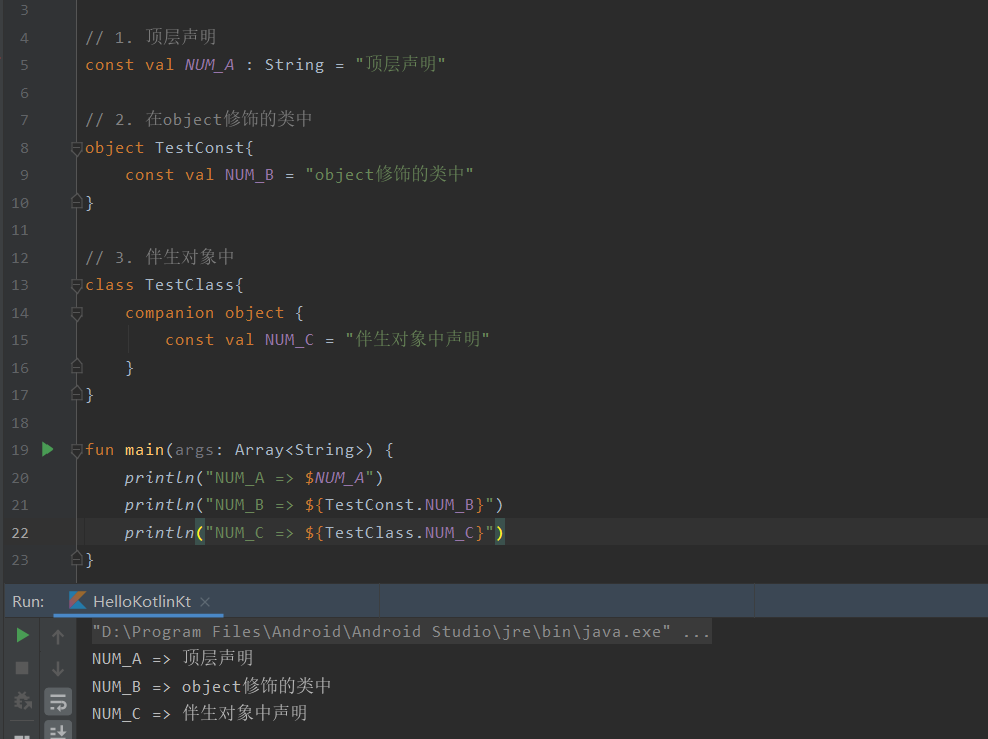 3
4 // 1. 顶层声明
5 const val NUM_A : String = "顶层声明"
6
7 // 2. 在object修饰的类中
8 object TestConst{
9 const val NUM_B = "object修饰的类中"
10 }
11
12 // 3. 伴生对象中
13 class TestClass{
14 companion object {
15 const val NUM_C = "伴生对象中声明"
16 }
17 }
18
19 fun main(args: Array<String>) {
20 println("NUM_A => $NUM_A")
21 println("NUM_B => ${TestConst.NUM_B}")
22 println("NUM_C => ${TestClass.NUM_C}")
23 }
Run: HelloKotlinKt ×
"D:\Program Files\Android\Android Studio\jre\bin\java.exe" ...
NUM_A => 顶层声明
NUM_B => object修饰的类中
NUM_C => 伴生对象中声明